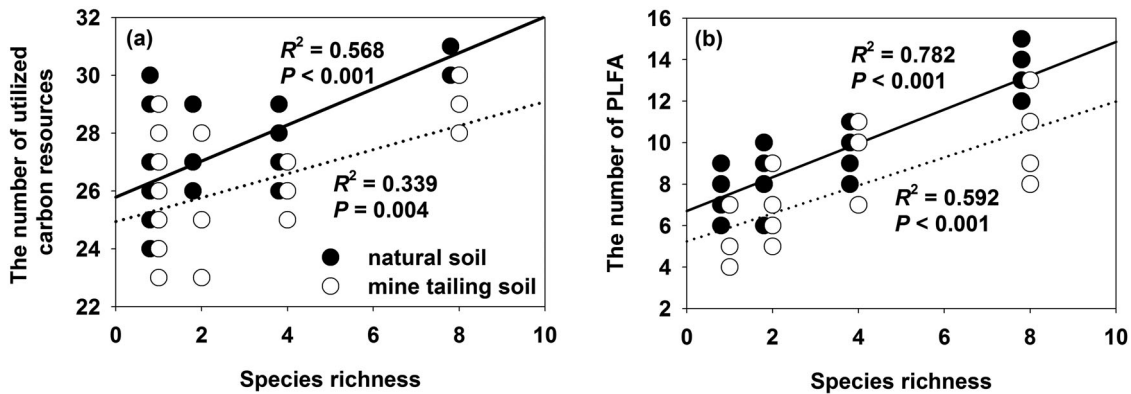 (a)
R² = 0.568
P < 0.001
R² = 0.339
P = 0.004
natural soil
mine tailing soil
The number of utilized
carbon resources
32
30
28
26
24
22
0 2 4 6 8 10
Species richness
(b)
R² = 0.782
P < 0.001
R² = 0.592
P < 0.001
The number of PLFA
16
14
12
10
8
6
4
2
0 2 4 6 8 10
Species richness